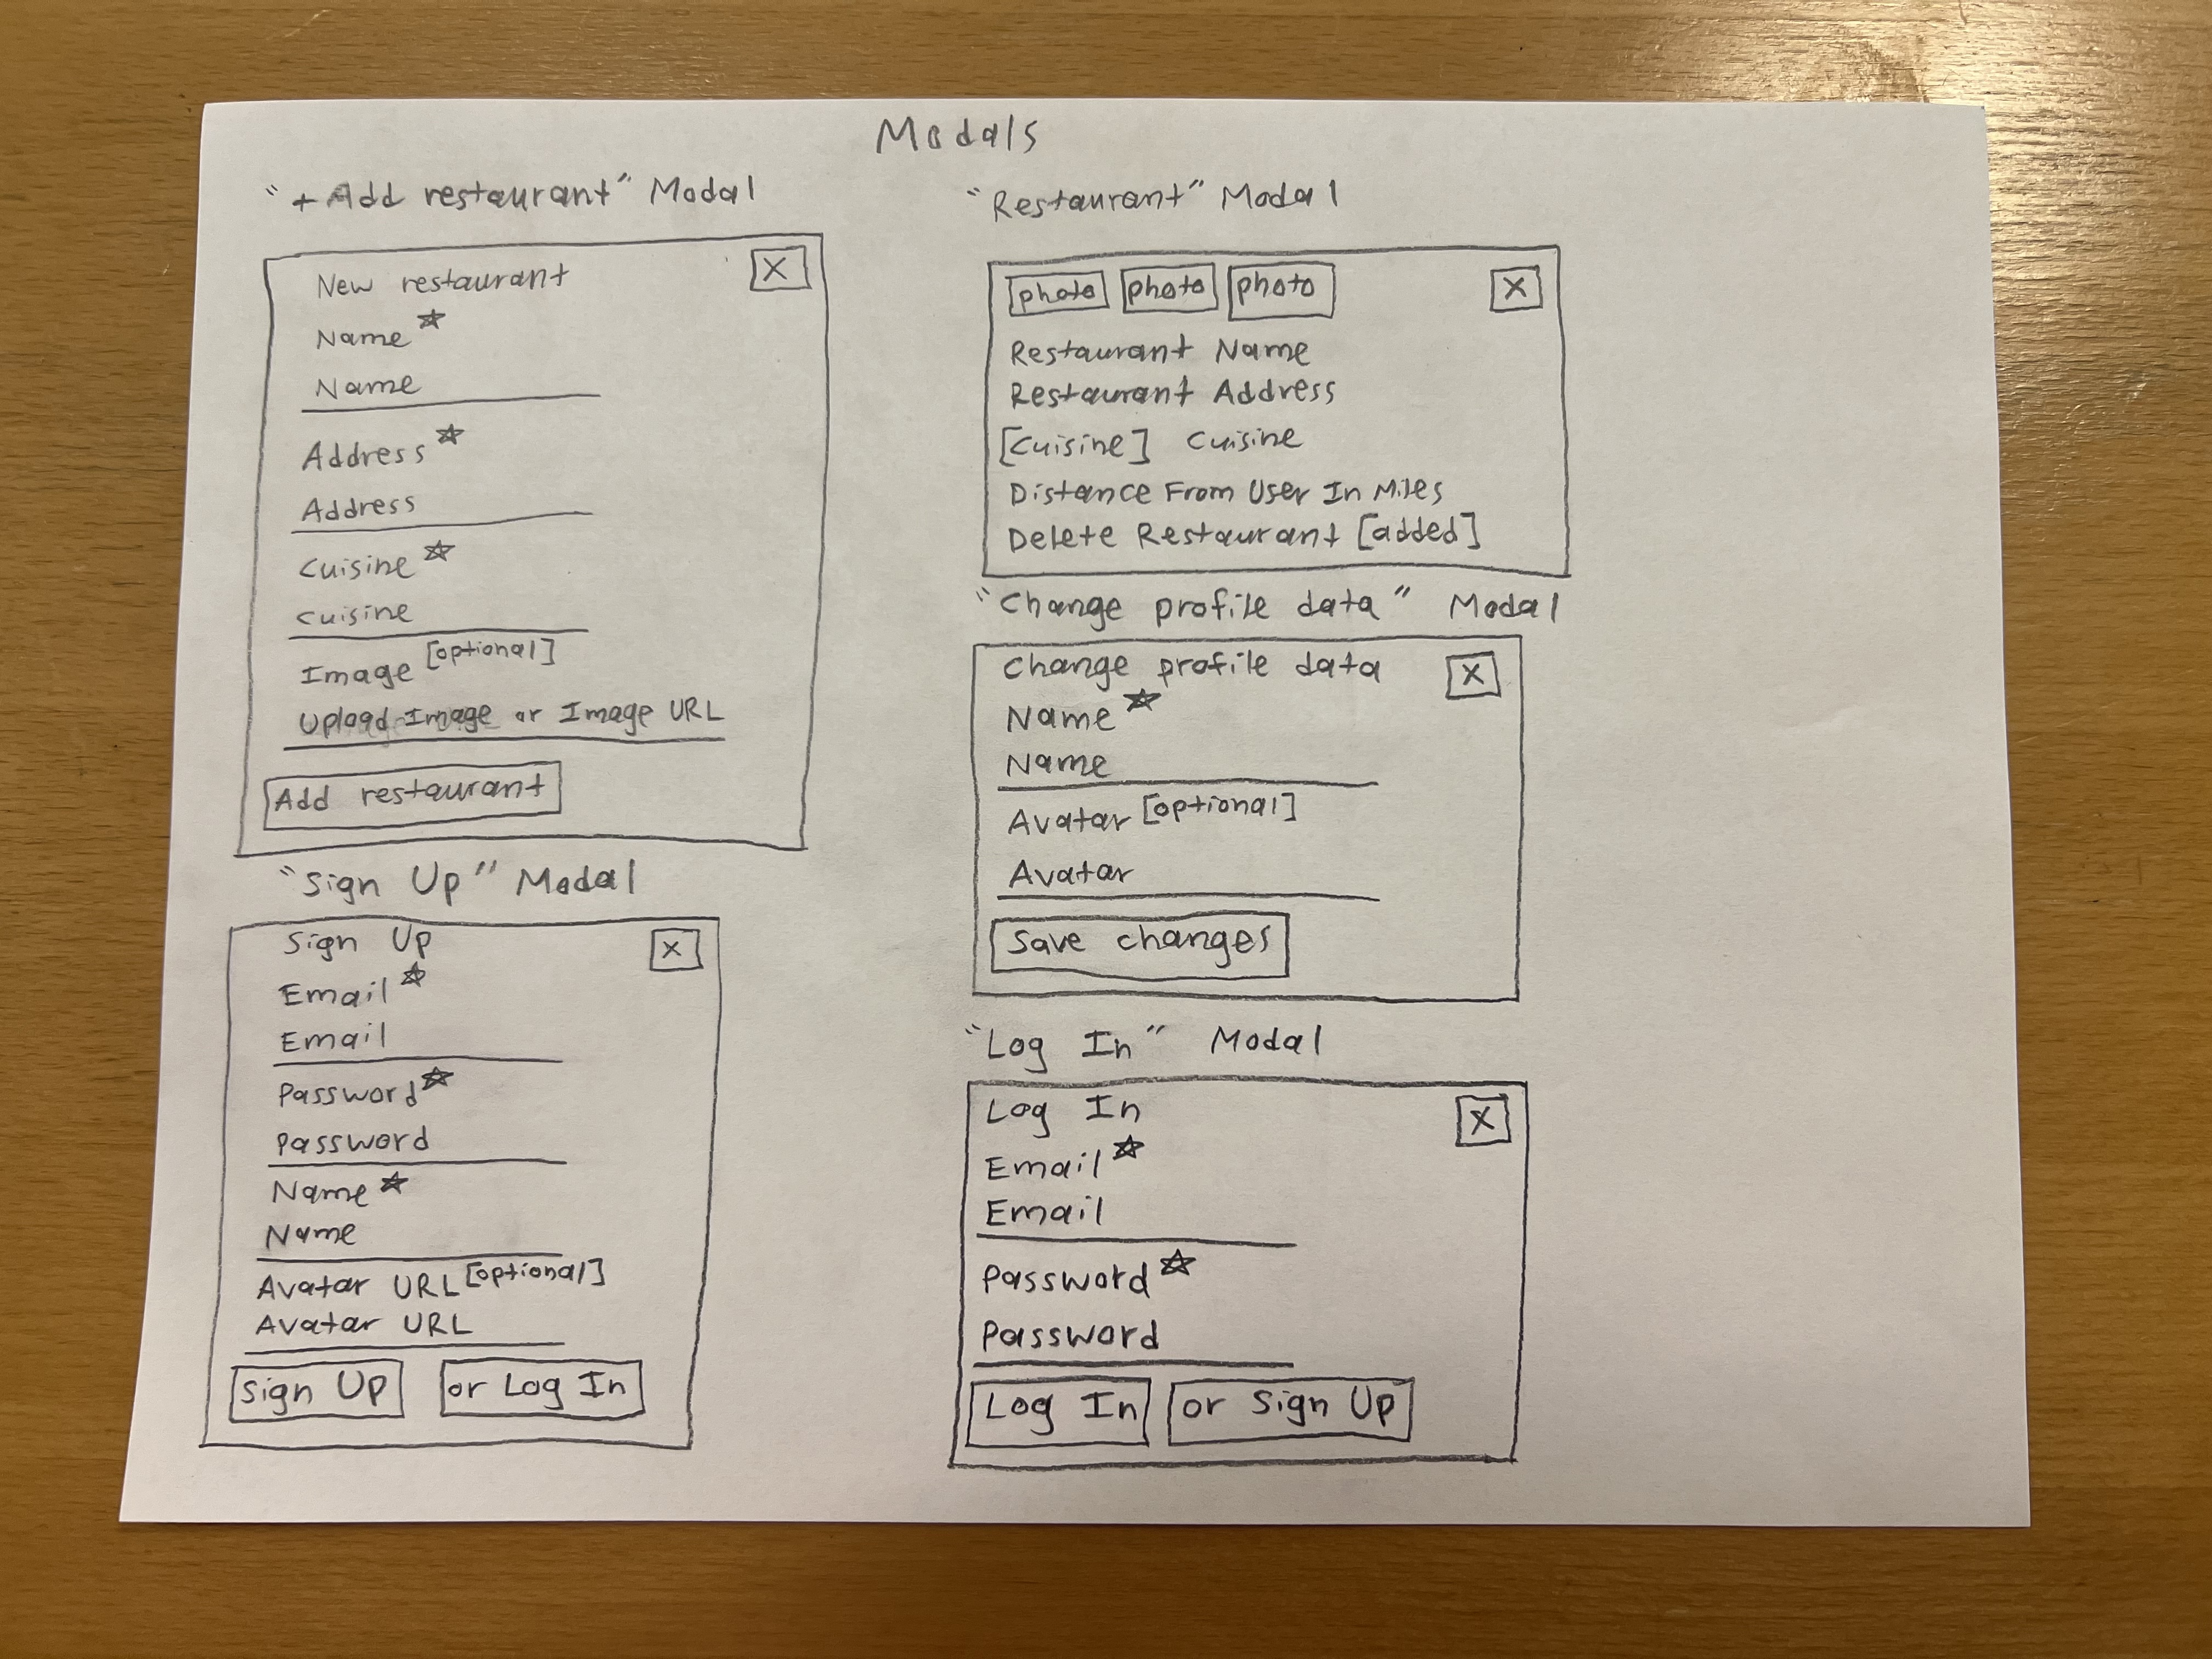 Modals
"+Add restaurant" Modal
New restaurant X
Name☆
Name
Address☆
Address
Cuisine☆
Cuisine
Image [optional]
Upload Image or Image URL
Add restaurant
"Sign Up" Modal
Sign Up X
Email☆
Email
Password☆
Password
Name☆
Name
Avatar URL [optional]
Avatar URL
Sign Up or Log In
"Restaurant" Modal
photo photo photo X
Restaurant Name
Restaurant Address
[Cuisine] Cuisine
Distance From User In Miles
Delete Restaurant [added]
"Change profile data" Modal
Change profile data X
Name☆
Name
Avatar [optional]
Avatar
Save changes
"Log In" Modal
Log In X
Email☆
Email
Password☆
Password
Log In or Sign Up